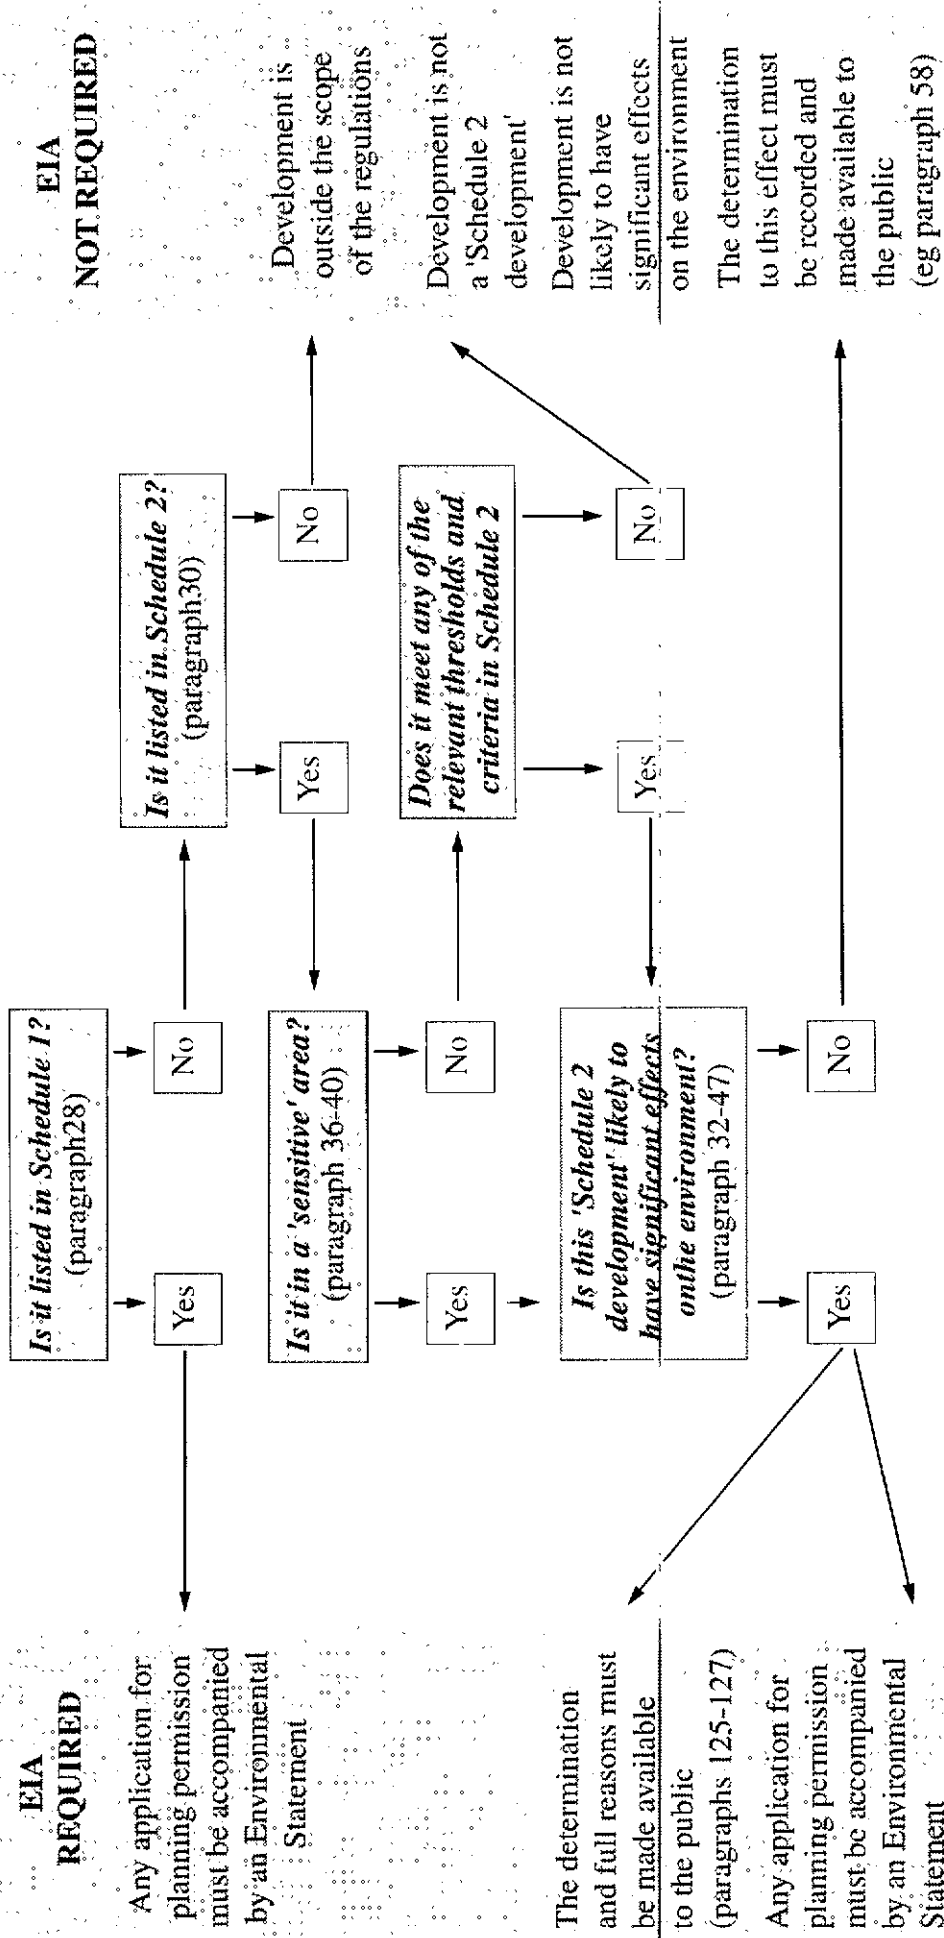 EIA
REQUIRED
Any application for
planning permission
must be accompanied
by an Environmental
Statement
The determination
and full reasons must
be made available
to the public
(paragraphs 125-127)
Any application for
planning permission
must be accompanied
by an Environmental
Statement
Is it listed in Schedule 1?
(paragraph28)
Yes
No
Is it in a 'sensitive' area?
(paragraph 36-40)
Yes
No
Is this 'Schedule 2
development' likely to
have significant effects
onthe environment?
(paragraph 32-47)
Yes
No
Is it listed in Schedule 2?
(paragraph30)
Yes
No
Does it meet any of the
relevant thresholds and
criteria in Schedule 2
Yes
No
EIA
NOT REQUIRED
Development is
outside the scope
of the regulations
Development is not
a 'Schedule 2
development'
Development is not
likely to have
significant effects
on the environment
The determination
to this effect must
be recorded and
made available to
the public
(eg paragraph 58)